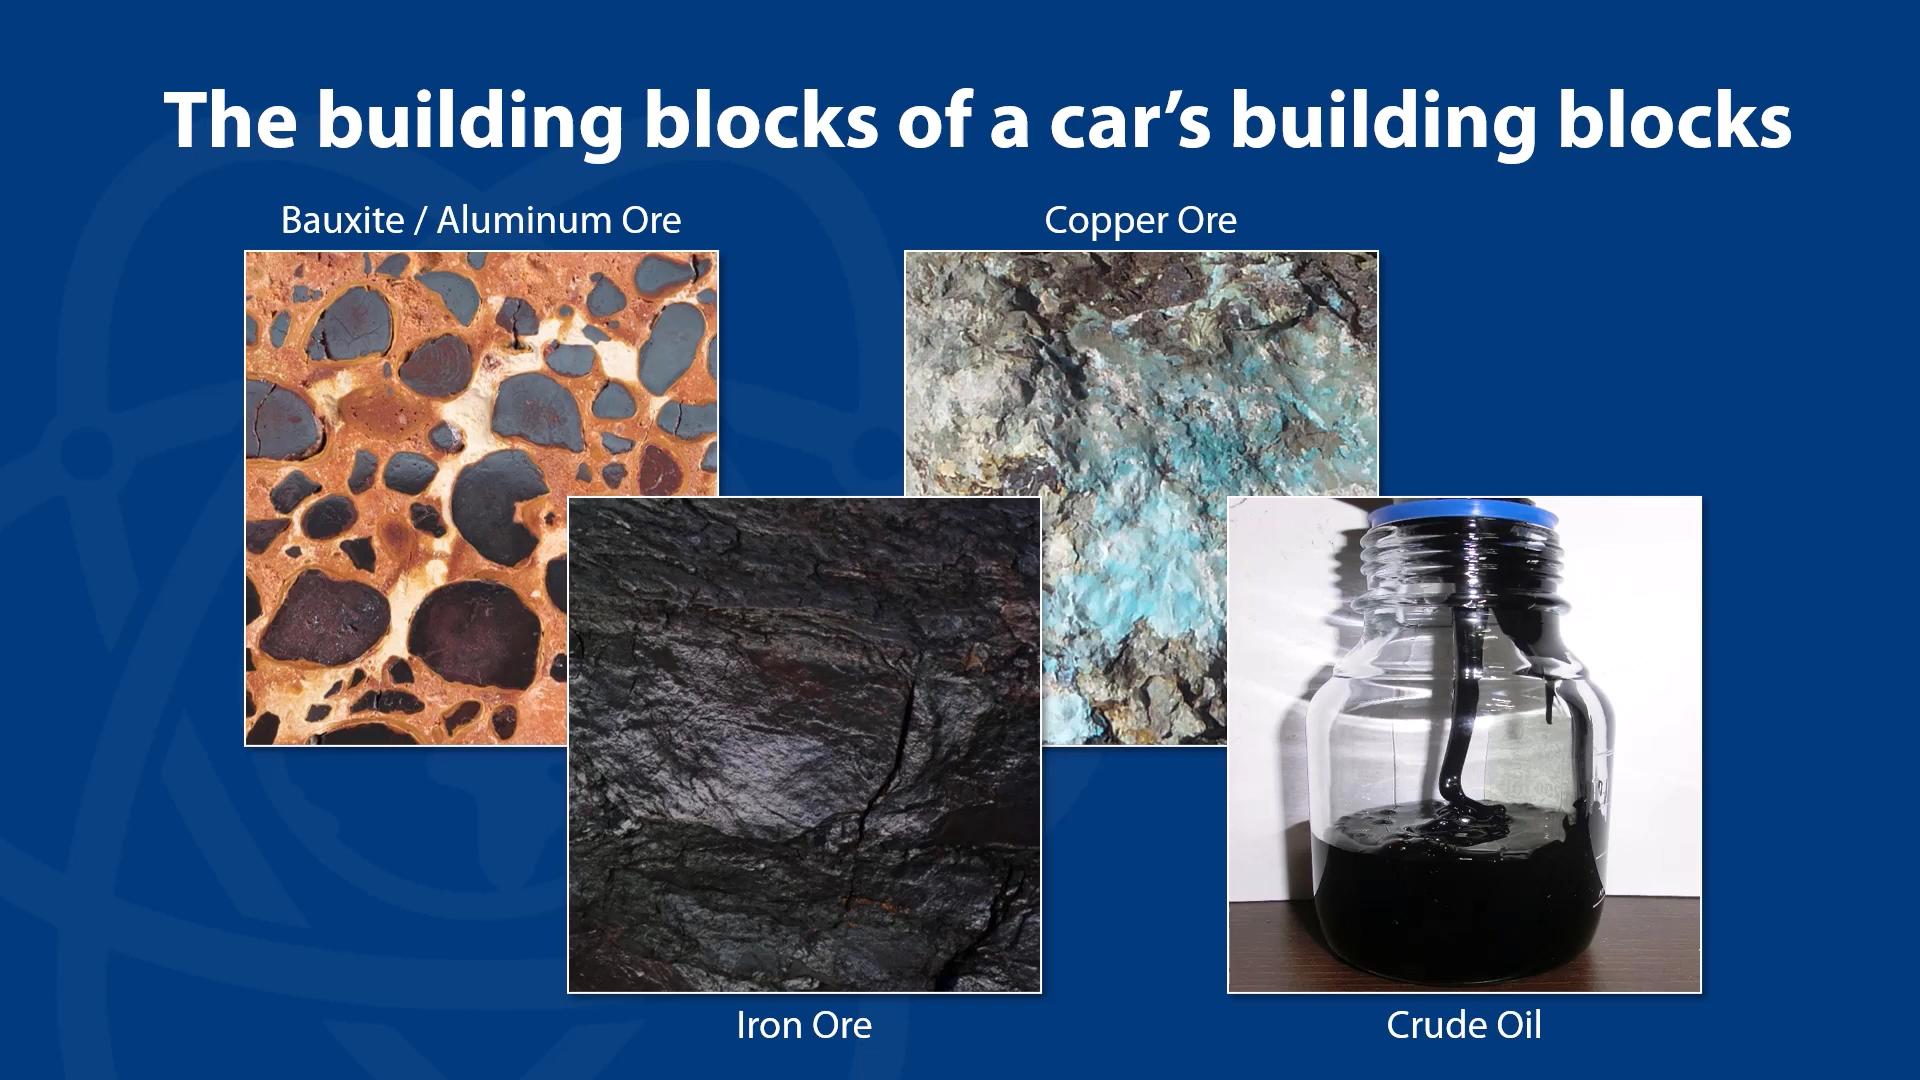 The building blocks of a car’s building blocks
Bauxite / Aluminum Ore
Copper Ore
Iron Ore
Crude Oil